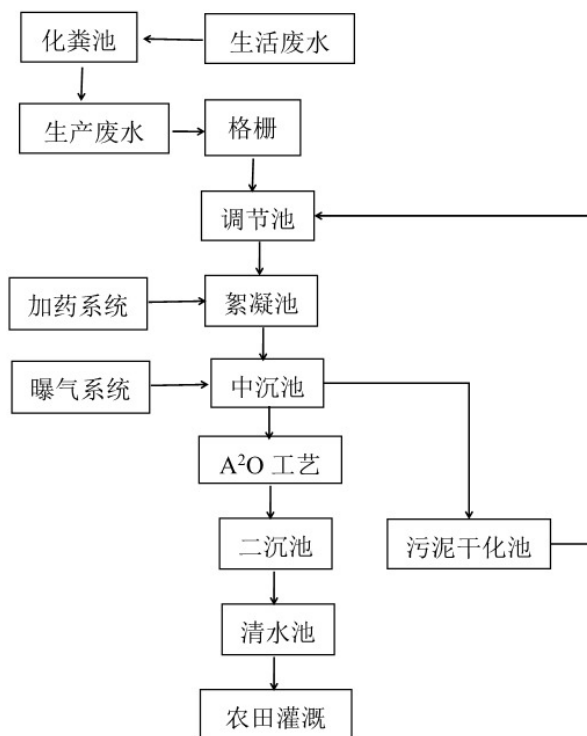 化粪池
生活废水
生产废水
格栅
调节池
加药系统
絮凝池
曝气系统
中沉池
A²O 工艺
二沉池
污泥干化池
清水池
农田灌溉